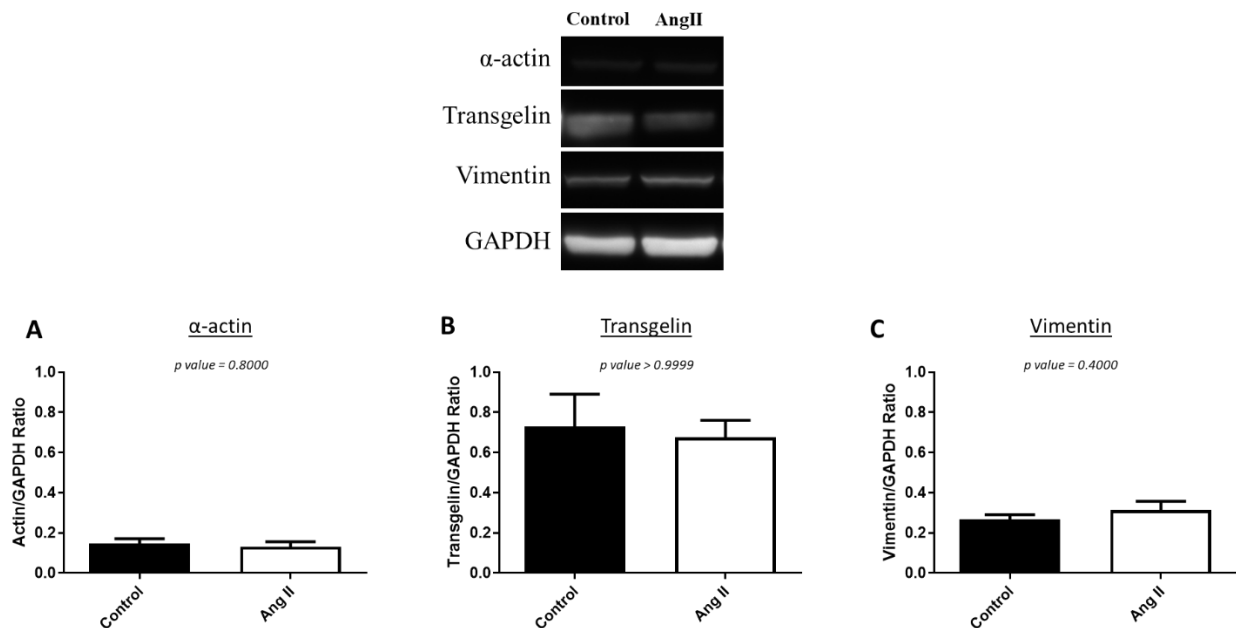 Control AngII
α-actin
Transgelin
Vimentin
GAPDH
A α-actin
p value = 0.8000
Actin/GAPDH Ratio
1.0
0.8
0.6
0.4
0.2
0.0
Control Ang II
B Transgelin
p value > 0.9999
Transgelin/GAPDH Ratio
1.0
0.8
0.6
0.4
0.2
0.0
Control Ang II
C Vimentin
p value = 0.4000
Vimentin/GAPDH Ratio
1.0
0.8
0.6
0.4
0.2
0.0
Control Ang II